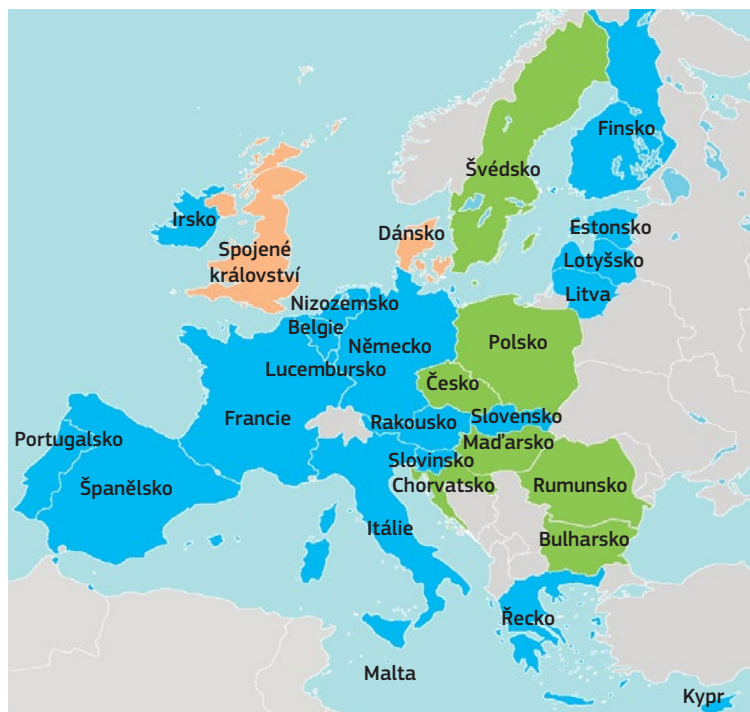 Finsko
Švédsko
Irsko
Estonsko
Dánsko
Spojené
království
Lotyšsko
Litva
Nizozemsko
Belgie
Německo
Polsko
Lucembursko
Česko
Francie
Rakousko
Slovensko
Portugalsko
Maďarsko
Slovinsko
Španělsko
Chorvatsko
Rumunsko
Itálie
Bulharsko
Řecko
Malta
Kypr